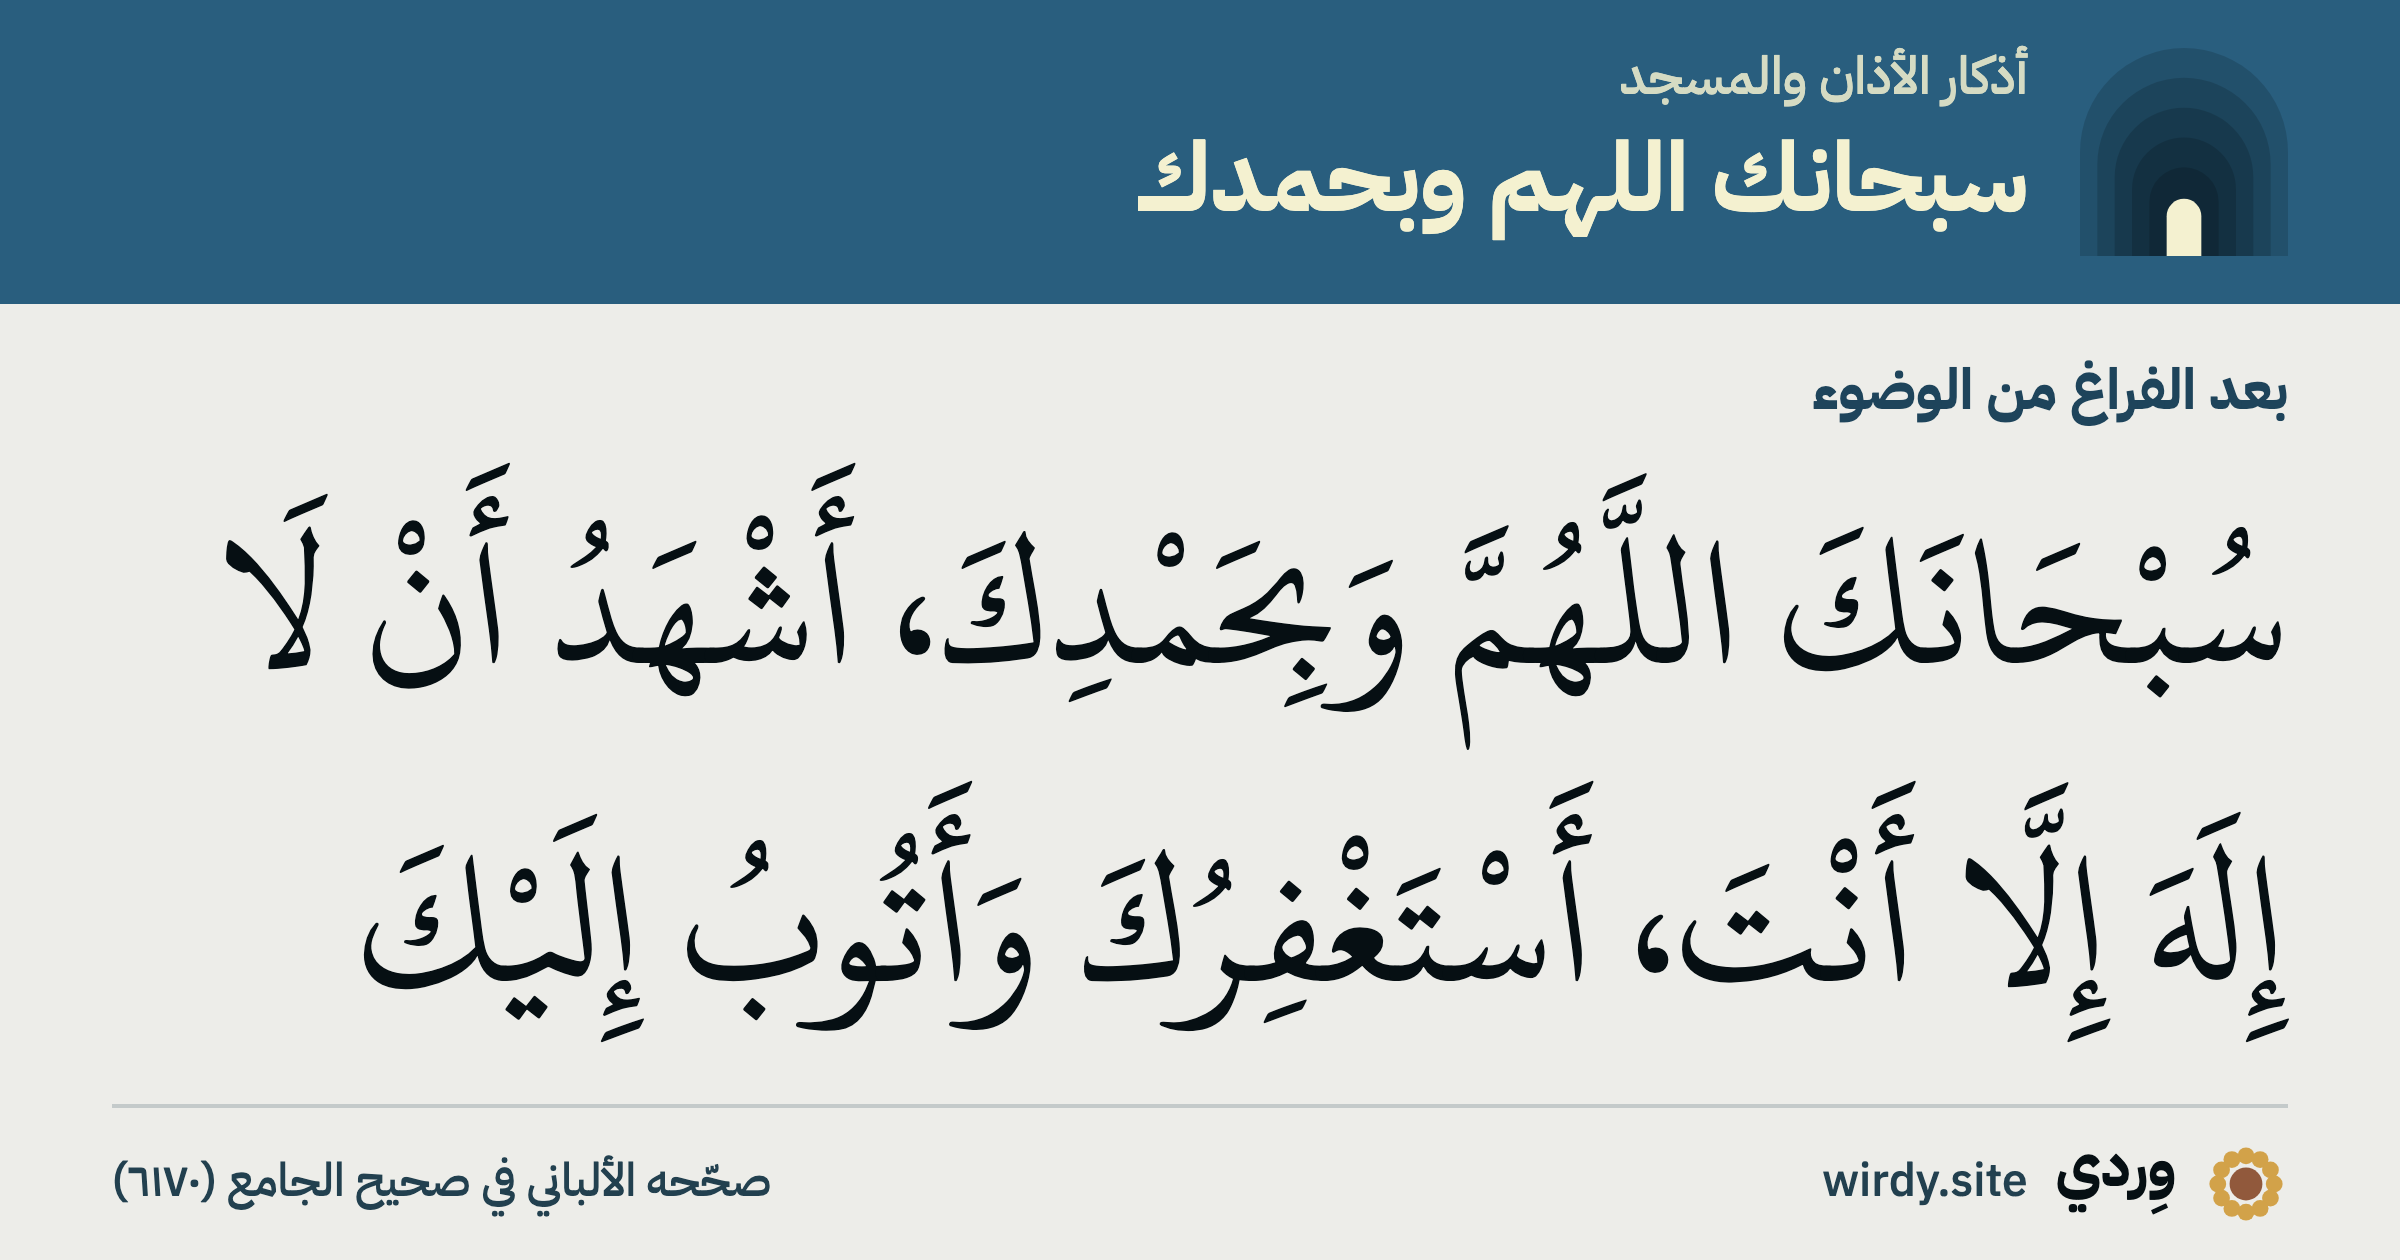 أذكار الأذان والمسجد
سبحانك اللهم وبحمدك
بعد الفراغ من الوضوء
سُبْحَانَكَ اللَّهُمَّ وَبِحَمْدِكَ، أَشْهَدُ أَنْ لَا
إِلَهَ إِلَّا أَنْتَ، أَسْتَغْفِرُكَ وَأَتُوبُ إِلَيْكَ
وِردي wirdy.site
صحّحه الألباني في صحيح الجامع (٦١٧٠)